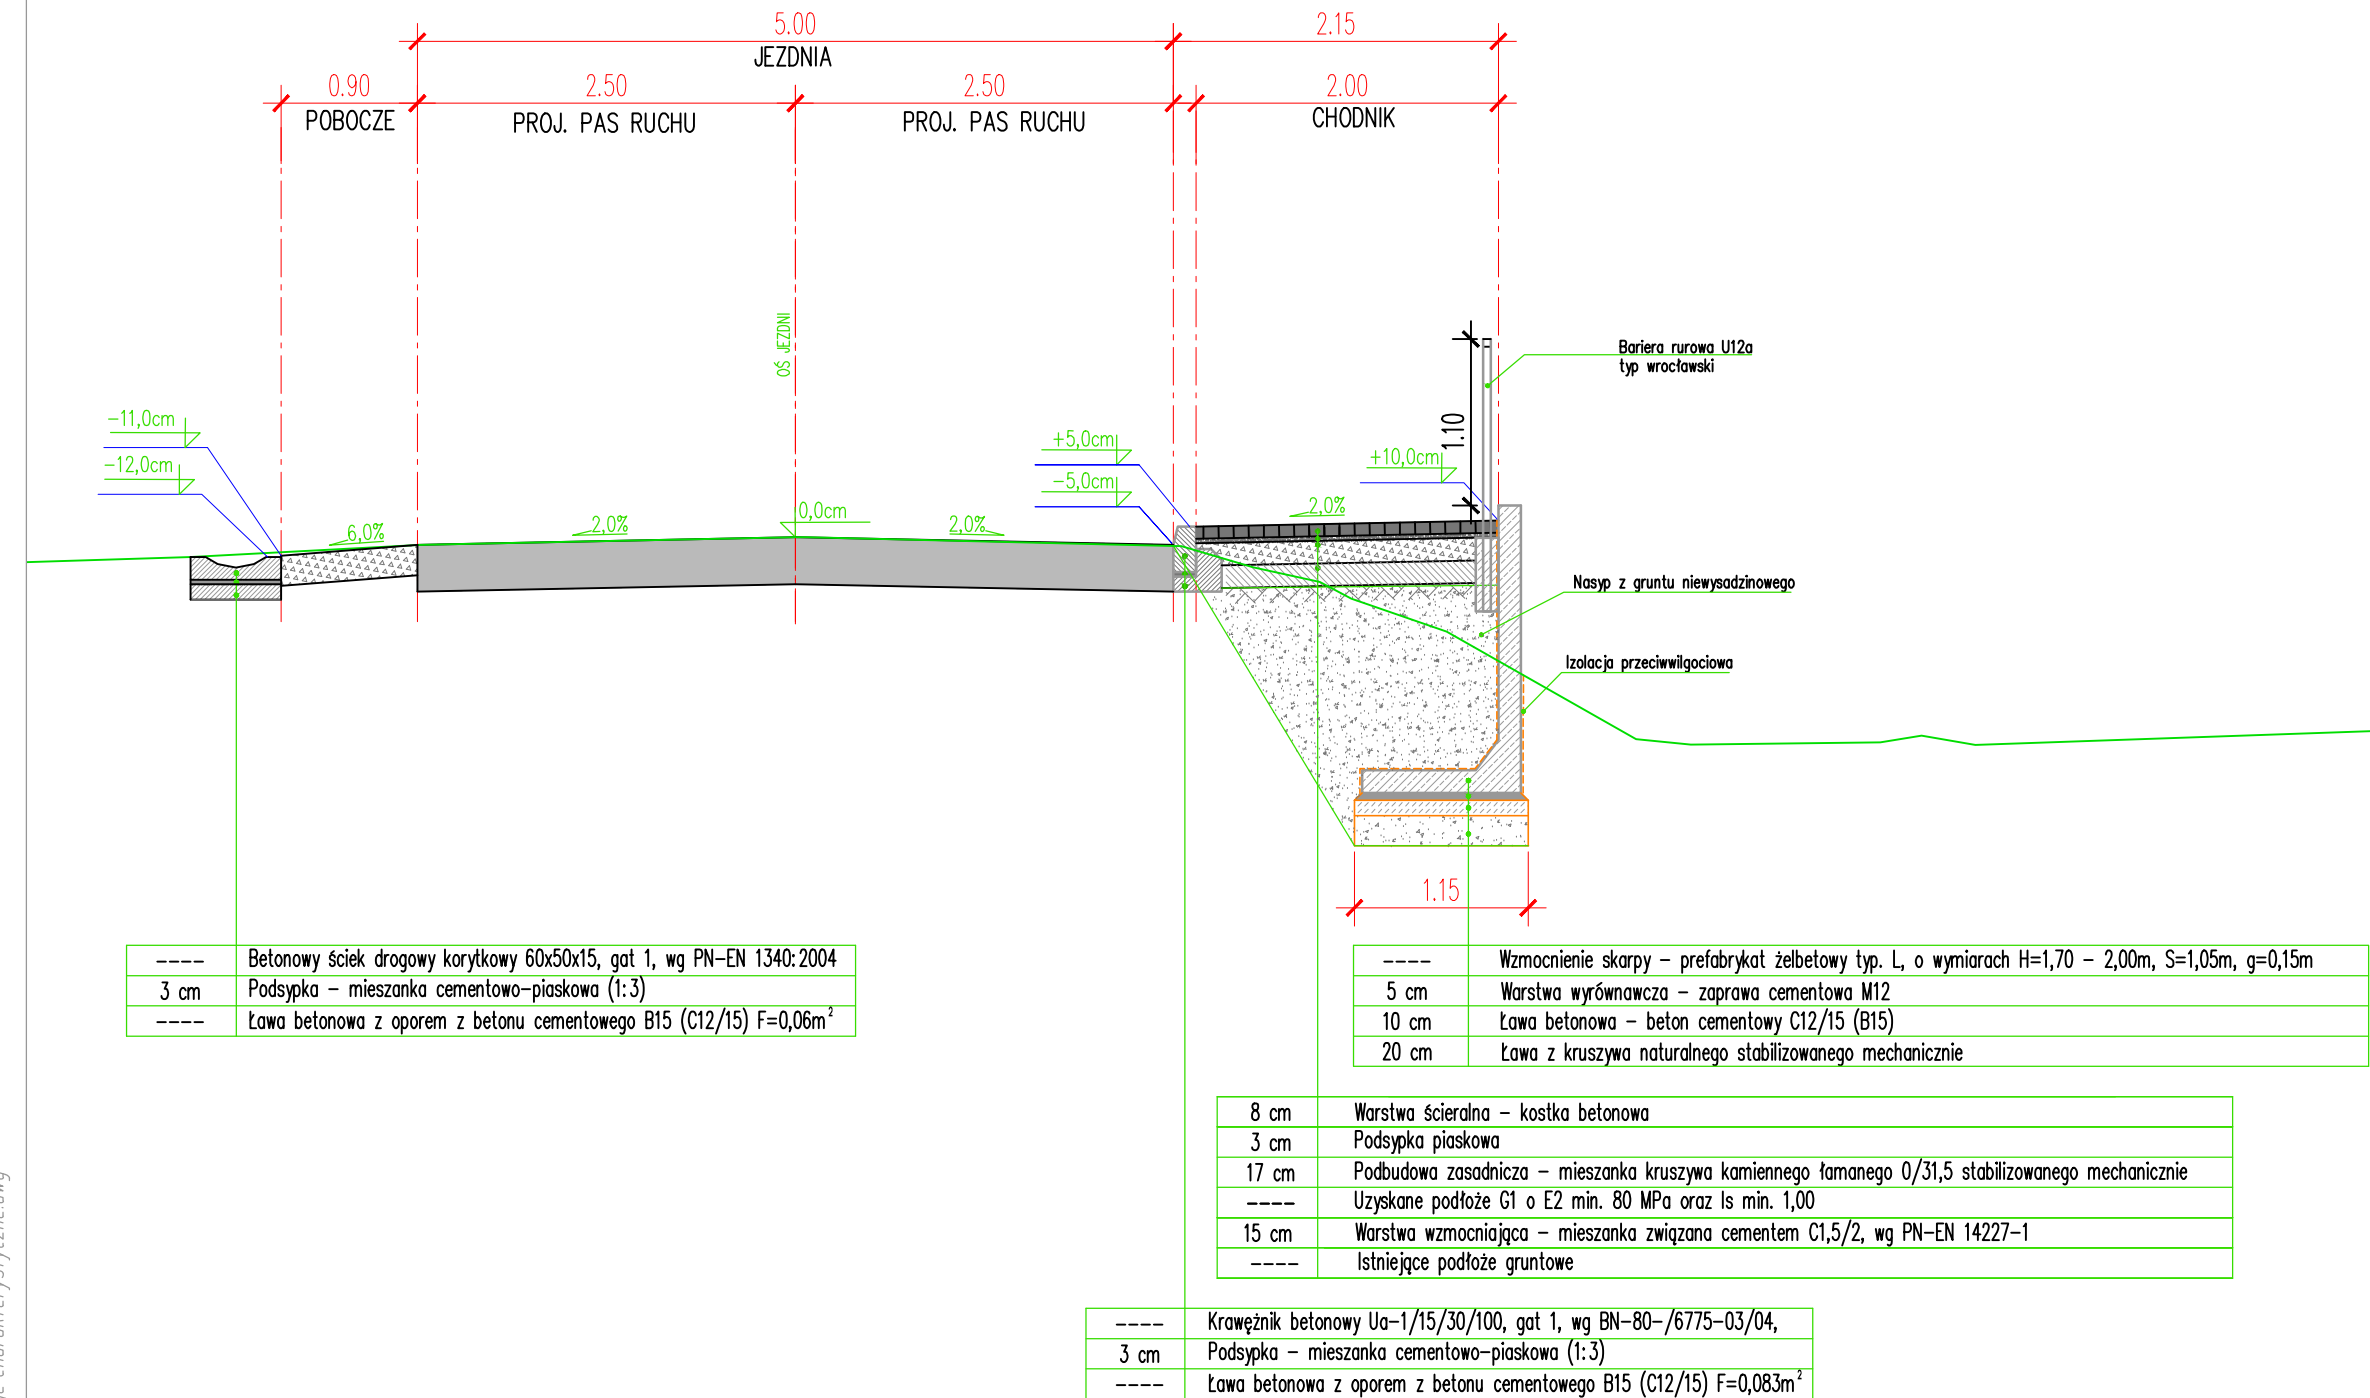 5.00 2.15
JEZDNIA
0.90 2.50 2.50 2.00
POBOCZE PROJ. PAS RUCHU PROJ. PAS RUCHU CHODNIK
OŚ JEZDNI
Bariera rurowa U12a
typ wrocławski
1.10
-11,0cm
-12,0cm
+5,0cm
-5,0cm
+10,0cm
6,0% 2,0% 0,0cm 2,0% 2,0%
Nasyp z gruntu niewysadzinowego
Izolacja przeciwwilgociowa
1.15
---- Betonowy ściek drogowy korytkowy 60x50x15, gat 1, wg PN-EN 1340:2004
3 cm Podsypka - mieszanka cementowo-piaskowa (1:3)
---- Ława betonowa z oporem z betonu cementowego B15 (C12/15) F=0,06m²
---- Wzmocnienie skarpy - prefabrykat żelbetowy typ. L, o wymiarach H=1,70 - 2,00m, S=1,05m, g=0,15m
5 cm Warstwa wyrównawcza - zaprawa cementowa M12
10 cm Ława betonowa - beton cementowy C12/15 (B15)
20 cm Ława z kruszywa naturalnego stabilizowanego mechanicznie
8 cm Warstwa ścieralna - kostka betonowa
3 cm Podsypka piaskowa
17 cm Podbudowa zasadnicza - mieszanka kruszywa kamiennego łamanego 0/31,5 stabilizowanego mechanicznie
---- Uzyskane podłoże G1 o E2 min. 80 MPa oraz Is min. 1,00
15 cm Warstwa wzmocniająca - mieszanka związana cementem C1,5/2, wg PN-EN 14227-1
---- Istniejące podłoże gruntowe
---- Krawężnik betonowy Ua-1/15/30/100, gat 1, wg BN-80-/6775-03/04,
3 cm Podsypka - mieszanka cementowo-piaskowa (1:3)
---- Ława betonowa z oporem z betonu cementowego B15 (C12/15) F=0,083m²